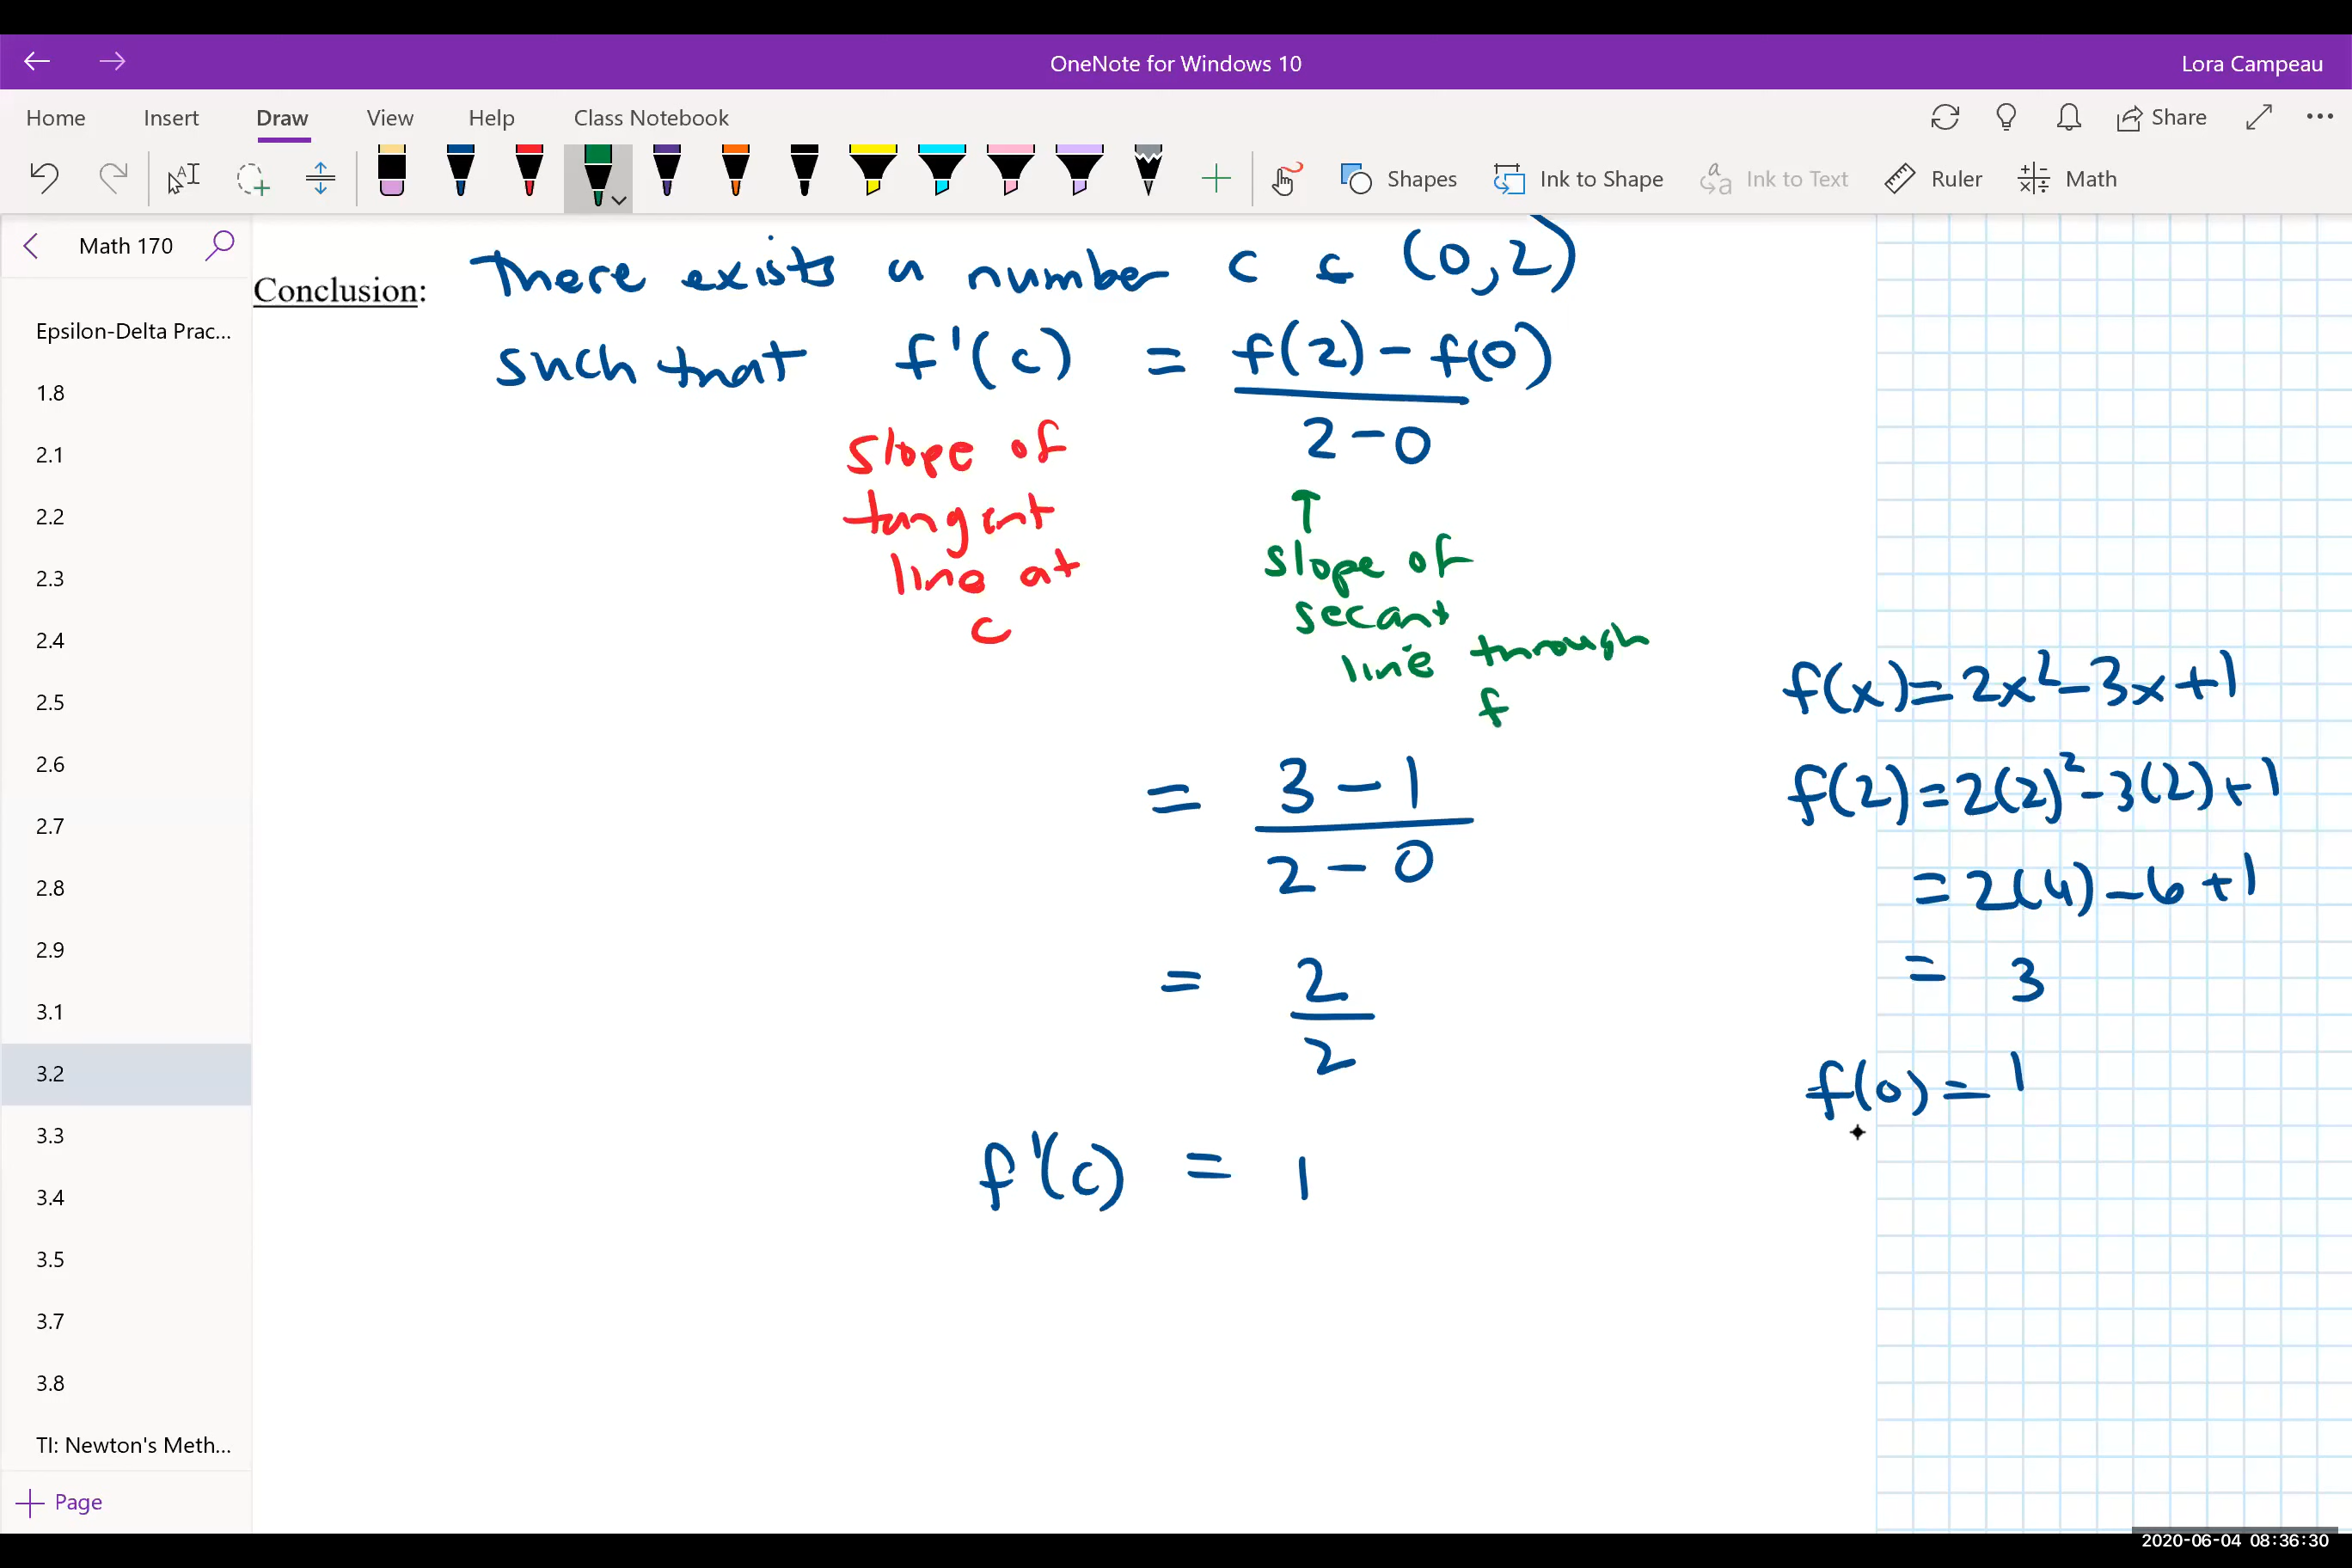 OneNote for Windows 10
Lora Campeau
Home Insert Draw View Help Class Notebook
Share
Shapes Ink to Shape Ink to Text Ruler Math
Math 170
Epsilon-Delta Prac...
1.8
2.1
2.2
2.3
2.4
2.5
2.6
2.7
2.8
2.9
3.1
3.2
3.3
3.4
3.5
3.7
3.8
TI: Newton's Meth...
Page
Conclusion: There exists a number c ε (0,2)
such that f'(c) = f(2) - f(0)
2 - 0
slope of
tangent
line at
c
↑
slope of
secant
line through
f
= 3 - 1
2 - 0
= 2
2
f'(c) = 1
f(x) = 2x² - 3x + 1
f(2) = 2(2)² - 3(2) + 1
= 2(4) - 6 + 1
= 3
f(0) = 1
2020-06-04 08:36:30